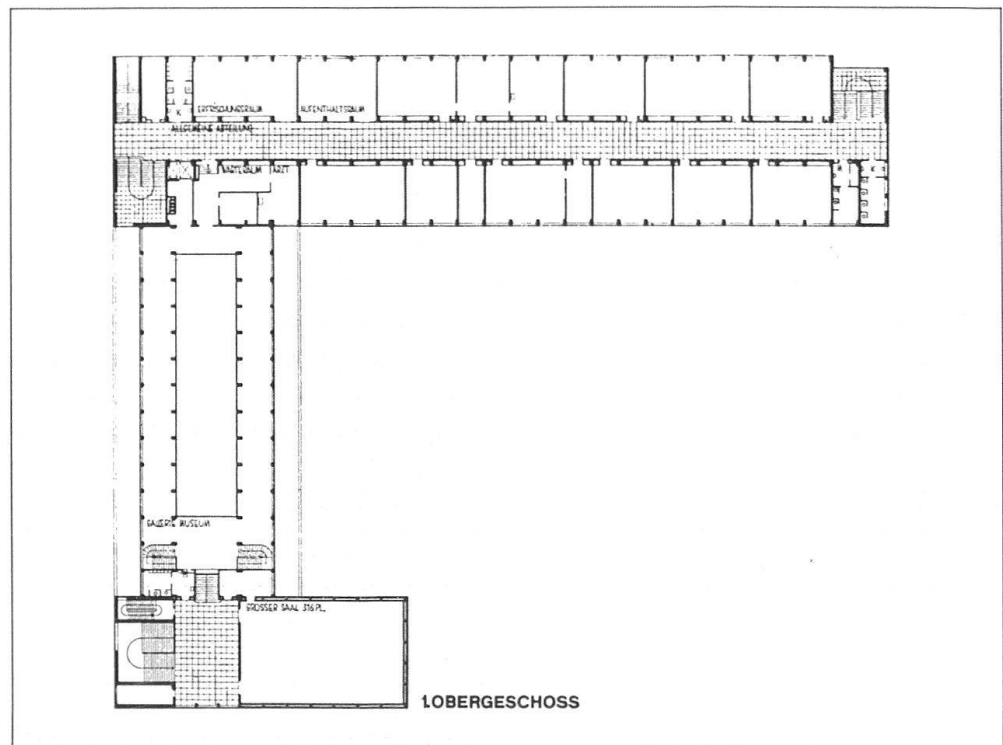 K
ERFRISCHUNGSRAUM
AUFENTHALTSRAUM
ALLGEMEINE ABTEILUNG
WARTERAUM
ARZT
K
GALERIE MUSEUM
GROSSER SAAL 316 PL.
1.OBERGESCHOSS